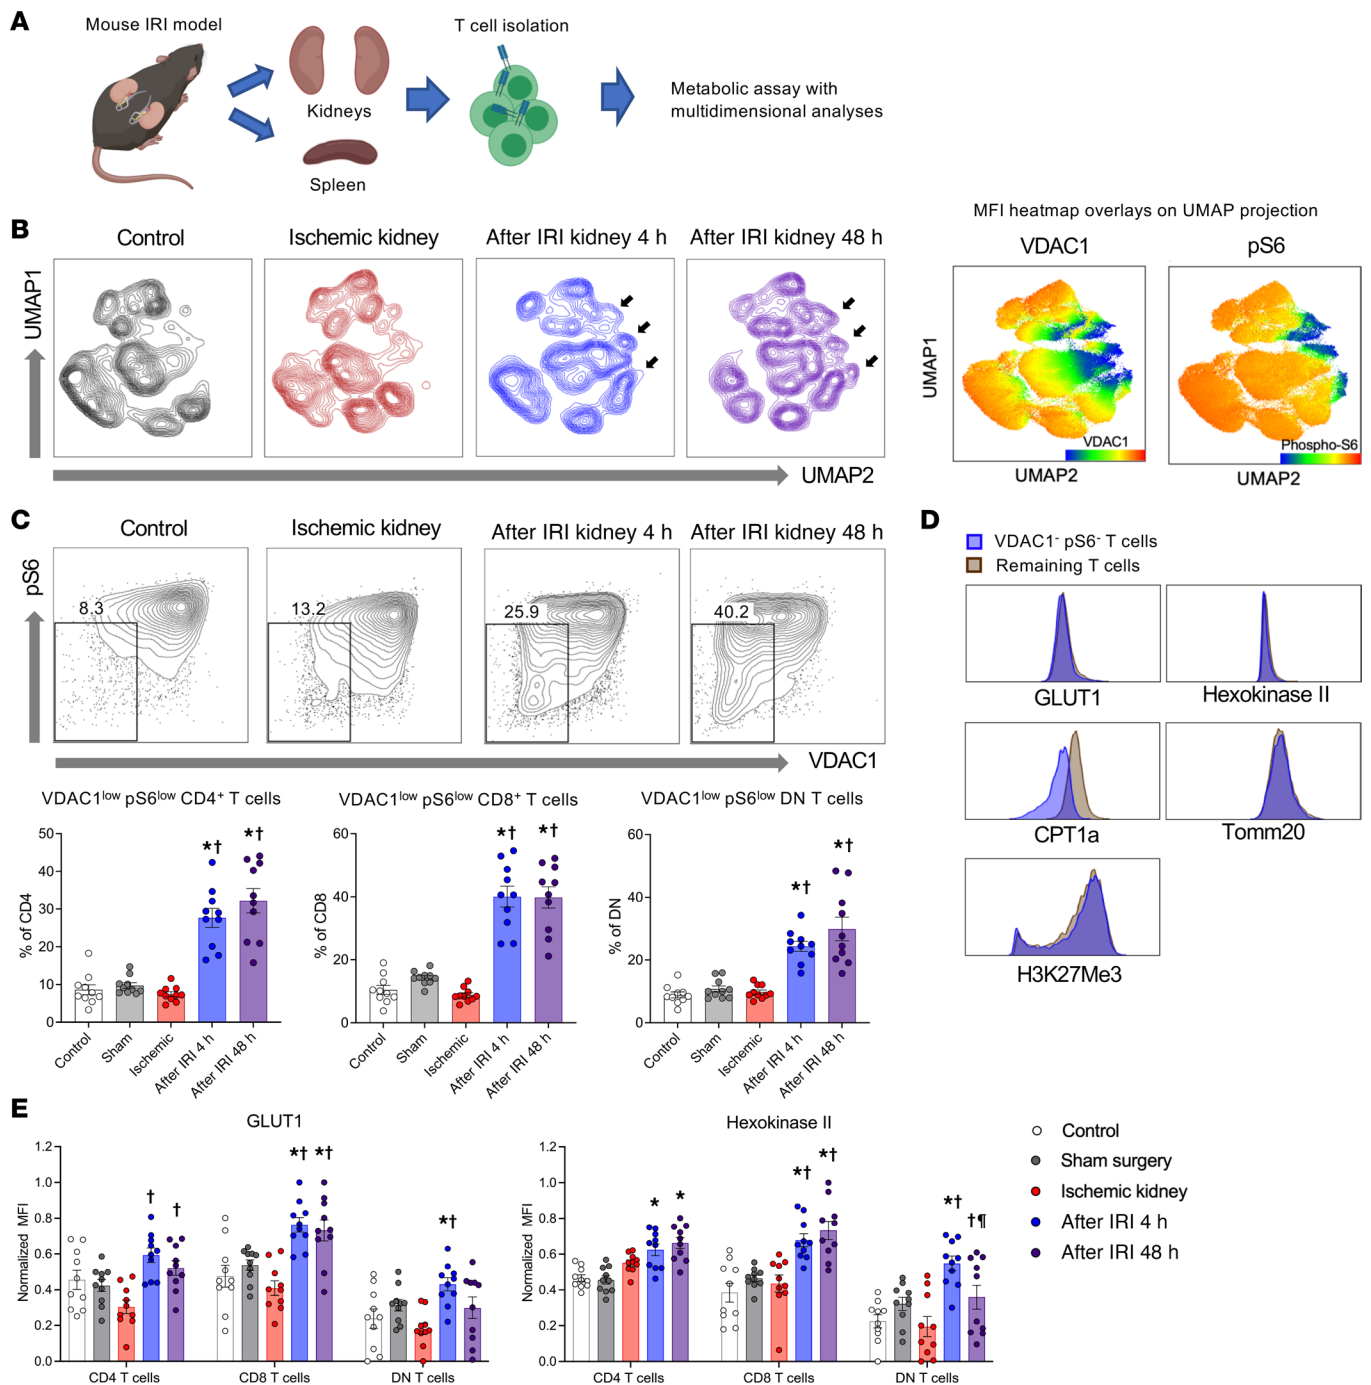 A
Mouse IRI model
T cell isolation
Kidneys
Spleen
Metabolic assay with
multidimensional analyses
B
Control
Ischemic kidney
After IRI kidney 4 h
After IRI kidney 48 h
UMAP1
UMAP2
MFI heatmap overlays on UMAP projection
VDAC1
pS6
UMAP1
VDAC1
Phospho-S6
UMAP2
UMAP2
C
Control
Ischemic kidney
After IRI kidney 4 h
After IRI kidney 48 h
pS6
8.3
13.2
25.9
40.2
VDAC1
VDAC1low pS6low CD4+ T cells
% of CD4
50
40
30
20
10
0
*†
*†
Control
Sham
Ischemic
After IRI 4 h
After IRI 48 h
VDAC1low pS6low CD8+ T cells
% of CD8
60
40
20
0
*†
*†
Control
Sham
Ischemic
After IRI 4 h
After IRI 48 h
VDAC1low pS6low DN T cells
% of DN
60
40
20
0
*†
*†
Control
Sham
Ischemic
After IRI 4 h
After IRI 48 h
D
VDAC1- pS6- T cells
Remaining T cells
GLUT1
Hexokinase II
CPT1a
Tomm20
H3K27Me3
E
GLUT1
Normalized MFI
1.2
1.0
0.8
0.6
0.4
0.2
0.0
†
†
*†
*†
*†
CD4 T cells
CD8 T cells
DN T cells
Hexokinase II
Normalized MFI
1.2
1.0
0.8
0.6
0.4
0.2
0.0
*
*
*†
*†
*†
†¶
CD4 T cells
CD8 T cells
DN T cells
Control
Sham surgery
Ischemic kidney
After IRI 4 h
After IRI 48 h